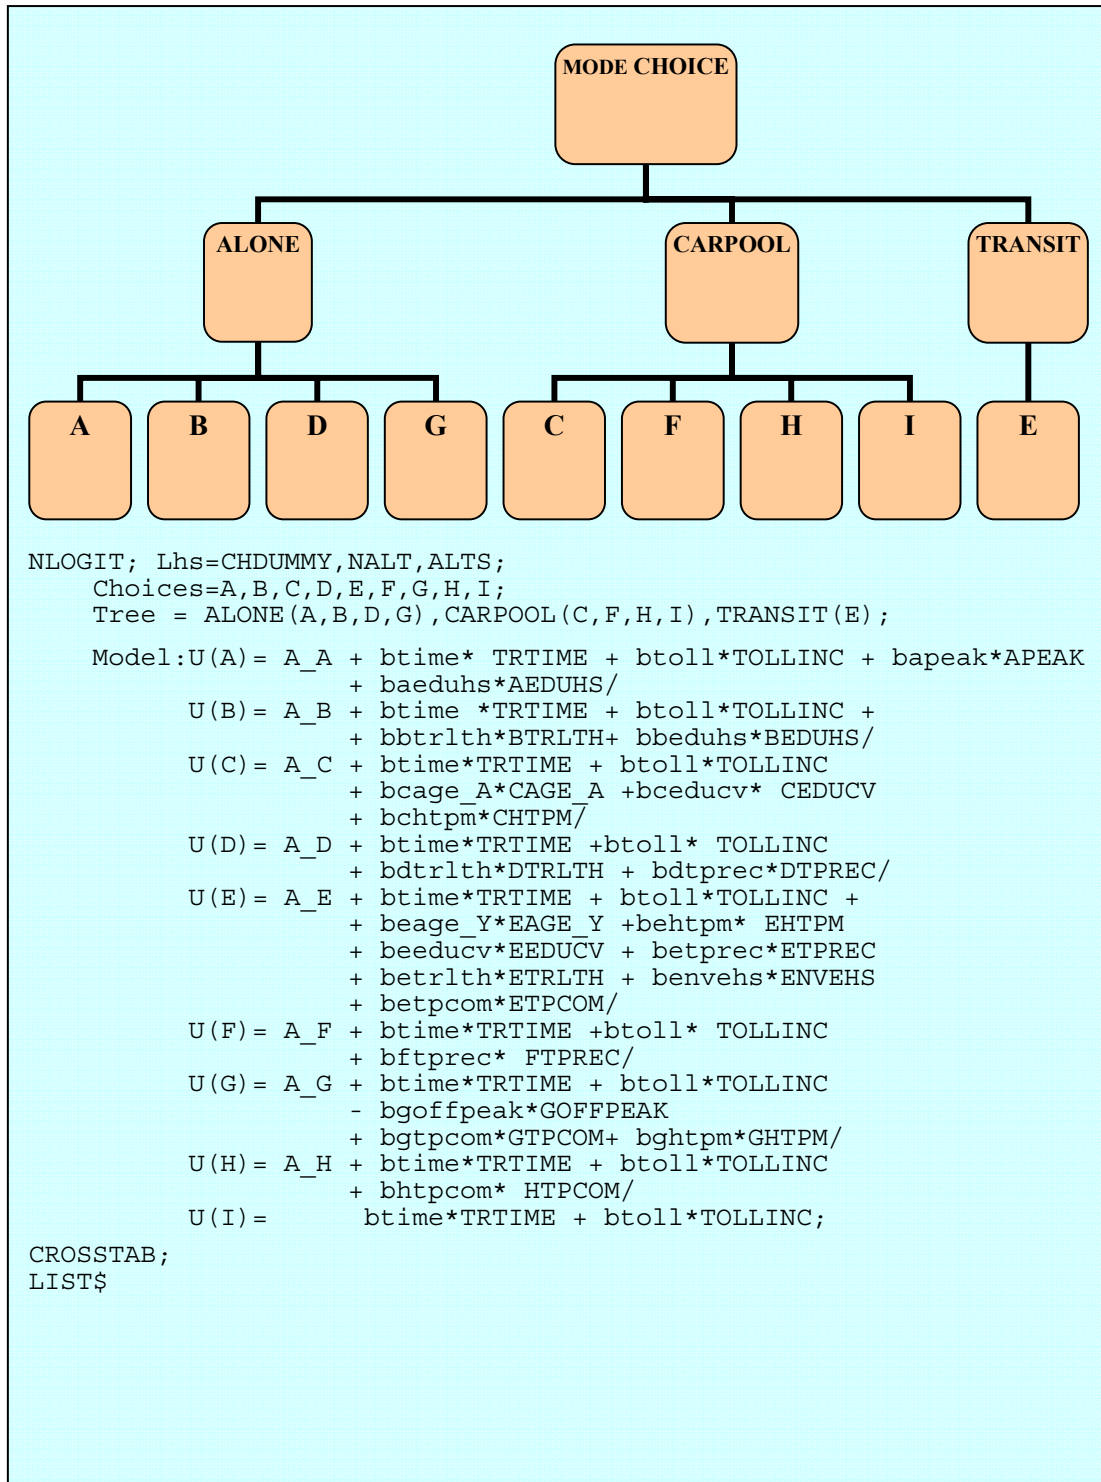 MODE CHOICE
ALONE
CARPOOL
TRANSIT
A
B
D
G
C
F
H
I
E
NLOGIT; Lhs=CHDUMMY,NALT,ALTS;
Choices=A,B,C,D,E,F,G,H,I;
Tree = ALONE(A,B,D,G),CARPOOL(C,F,H,I),TRANSIT(E);
Model:U(A)= A_A + btime* TRTIME + btoll*TOLLINC + bapeak*APEAK
+ baeduhs*AEDUHS/
U(B)= A_B + btime *TRTIME + btoll*TOLLINC +
+ bbtrlth*BTRLTH+ bbeduhs*BEDUHS/
U(C)= A_C + btime*TRTIME + btoll*TOLLINC
+ bcage_A*CAGE_A +bceducv* CEDUCV
+ bchtpm*CHTPM/
U(D)= A_D + btime*TRTIME +btoll* TOLLINC
+ bdtrlth*DTRLTH + bdtprec*DTPREC/
U(E)= A_E + btime*TRTIME + btoll*TOLLINC +
+ beage_Y*EAGE_Y +behtpm* EHTPM
+ beeducv*EEDUCV + betprec*ETPREC
+ betrlth*ETRLTH + benvehs*ENVEHS
+ betpcom*ETPCOM/
U(F)= A_F + btime*TRTIME +btoll* TOLLINC
+ bftprec* FTPREC/
U(G)= A_G + btime*TRTIME + btoll*TOLLINC
- bgoffpeak*GOFFPEAK
+ bgtpcom*GTPCOM+ bghtpm*GHTPM/
U(H)= A_H + btime*TRTIME + btoll*TOLLINC
+ bhtpcom* HTPCOM/
U(I)= btime*TRTIME + btoll*TOLLINC;
CROSSTAB;
LIST$